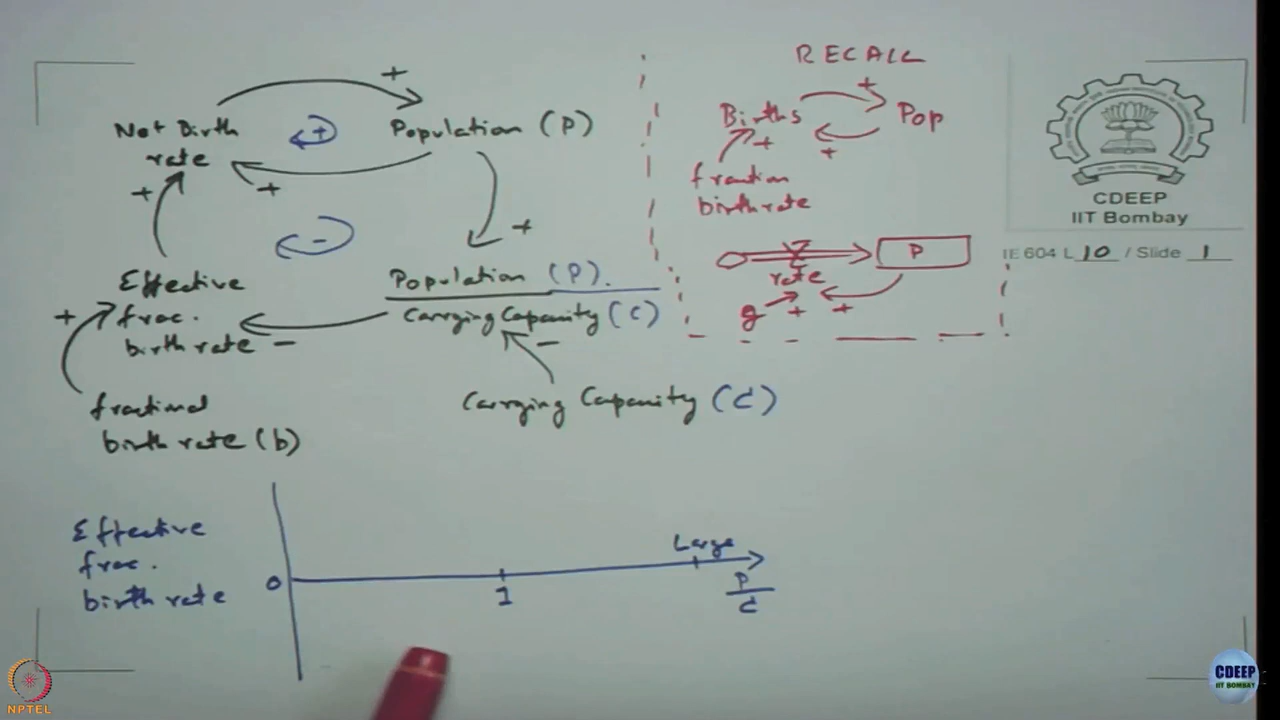 RECALL
+
Net Birth
rate
+
Population (P)
+
+
+
-
+
Effective
frac.
birth rate
-
Population (P).
Carrying Capacity (C)
-
Carrying Capacity (C)
+
fractional
birth rate (b)
Births
+
Pop
+
+
fraction
birth rate
P
rate
g
+
+
CDEEP
IIT Bombay
IE 604 L 10 / Slide 1
Effective
frac.
birth rate
0
1
Large
P
C
NPTEL
CDEEP
IIT BOMBAY